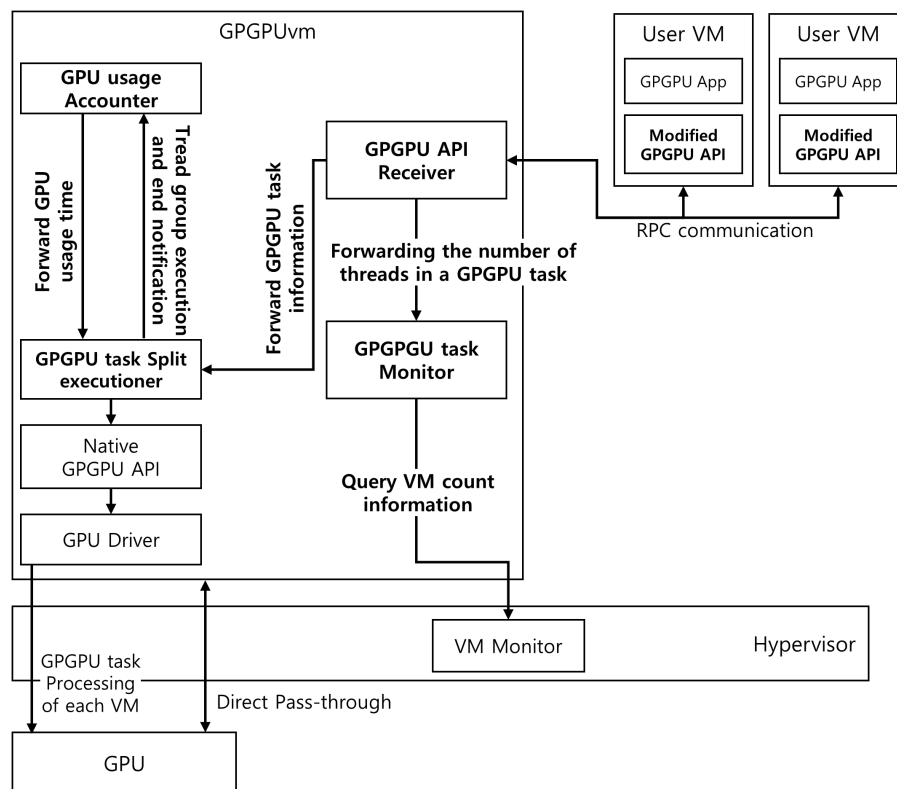 GPGPUvm
GPU usage
Accounter
Forward GPU
usage time
Tread group execution
and end notification
GPGPU API
Receiver
Forward GPGPU task
information
Forwarding the number of
threads in a GPGPU task
GPGPU task Split
executioner
GPGPGU task
Monitor
Native
GPGPU API
Query VM count
information
GPU Driver
User VM
GPGPU App
Modified
GPGPU API
User VM
GPGPU App
Modified
GPGPU API
RPC communication
VM Monitor
Hypervisor
GPGPU task
Processing
of each VM
Direct Pass-through
GPU